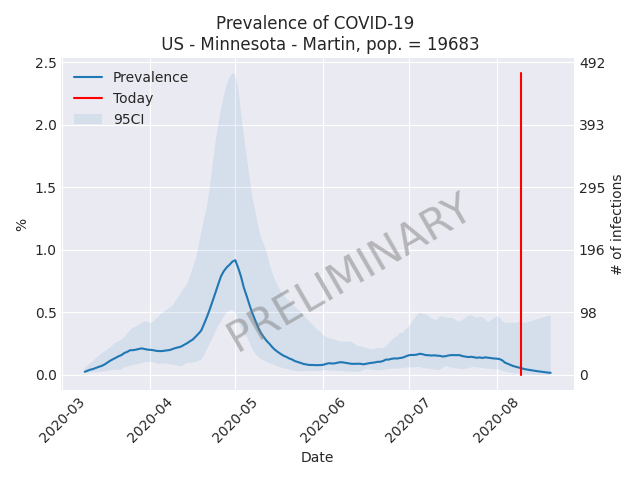 Prevalence of COVID-19
US - Minnesota - Martin, pop. = 19683
Prevalence
Today
95CI
2.5
2.0
1.5
1.0
0.5
0.0
%
492
393
295
196
98
0
# of infections
PRELIMINARY
2020-03
2020-04
2020-05
2020-06
2020-07
2020-08
Date